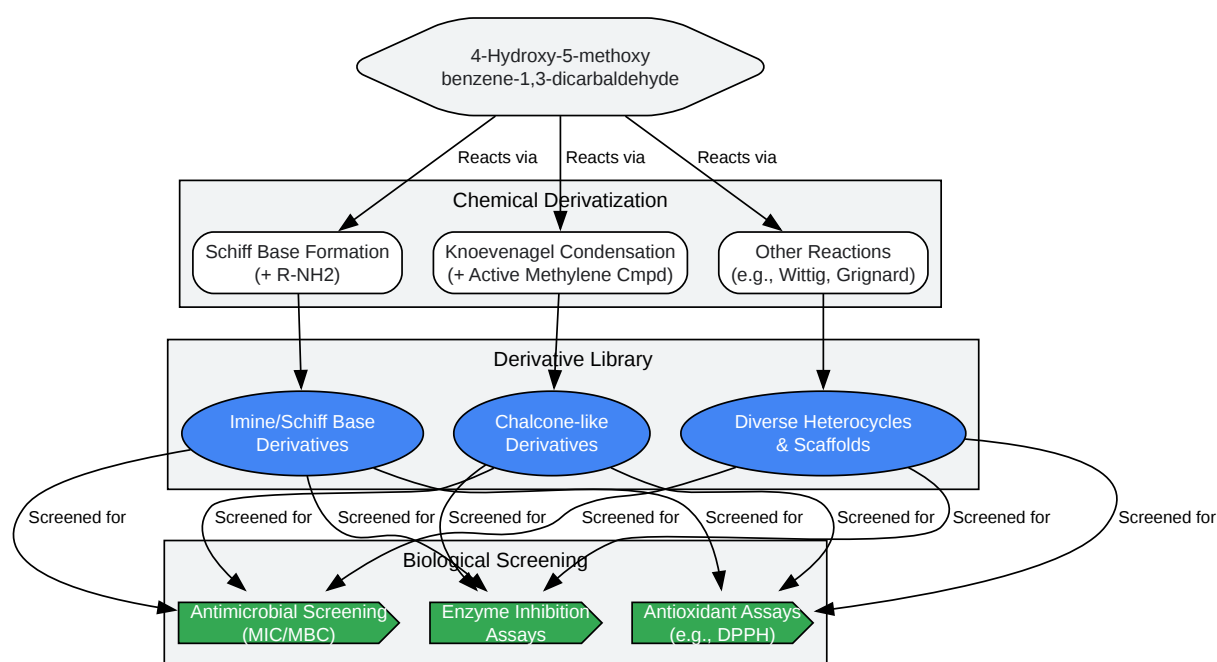 4-Hydroxy-5-methoxy
benzene-1,3-dicarbaldehyde
Reacts via
Reacts via
Reacts via
Chemical Derivatization
Schiff Base Formation
(+ R-NH2)
Knoevenagel Condensation
(+ Active Methylene Cmpd)
Other Reactions
(e.g., Wittig, Grignard)
Derivative Library
Imine/Schiff Base
Derivatives
Chalcone-like
Derivatives
Diverse Heterocycles
& Scaffolds
Screened for
Screened for
Screened for
Screened for
Screened for
Screened for
Screened for
Screened for
Screened for
Biological Screening
Antimicrobial Screening
(MIC/MBC)
Enzyme Inhibition
Assays
Antioxidant Assays
(e.g., DPPH)